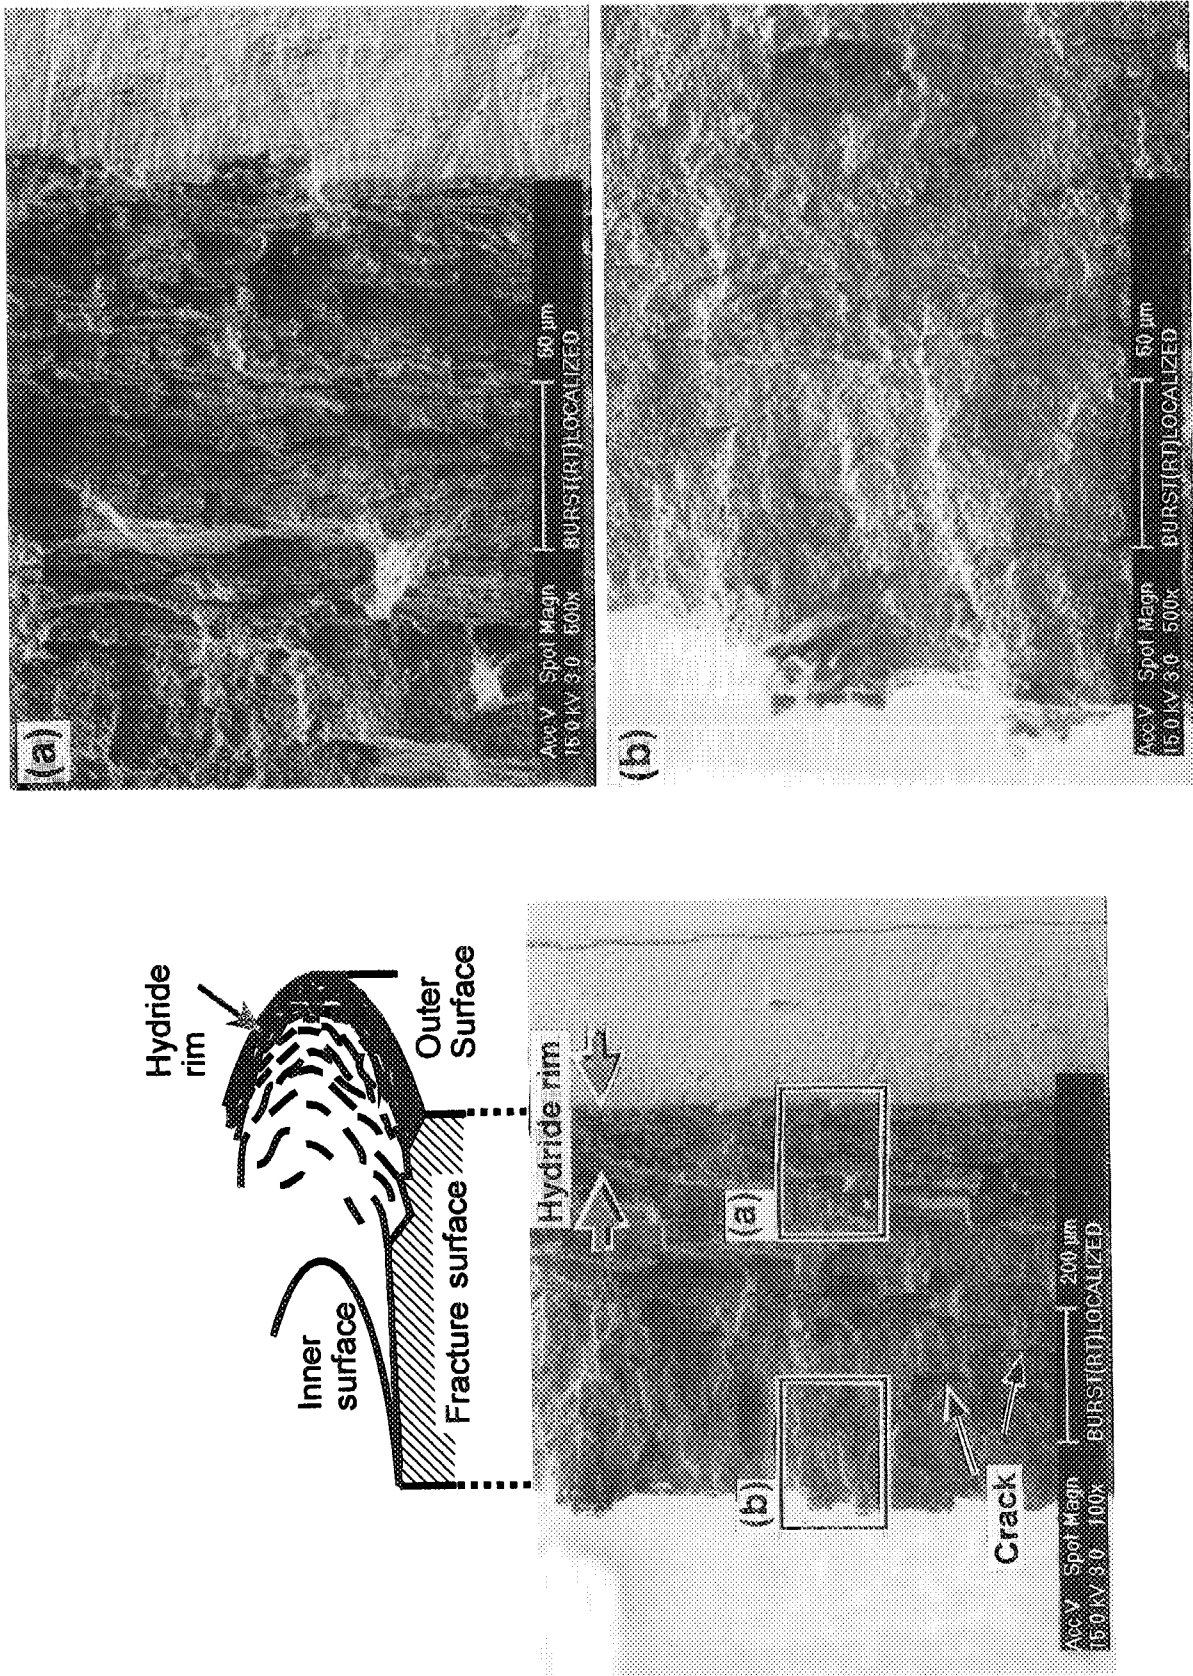 Hydride
rim
Outer
Surface
Inner
surface
Fracture surface
Hydride rim
(a)
(b)
Crack
Acc.V Spot Magn 200 µm
15.0 kV 3.0 100x BURST(RT)LOCALIZED
(a)
Acc.V Spot Magn 50 µm
15.0 kV 3.0 500x BURST(RT)LOCALIZED
(b)
Acc.V Spot Magn 50 µm
15.0 kV 3.0 500x BURST(RT)LOCALIZED